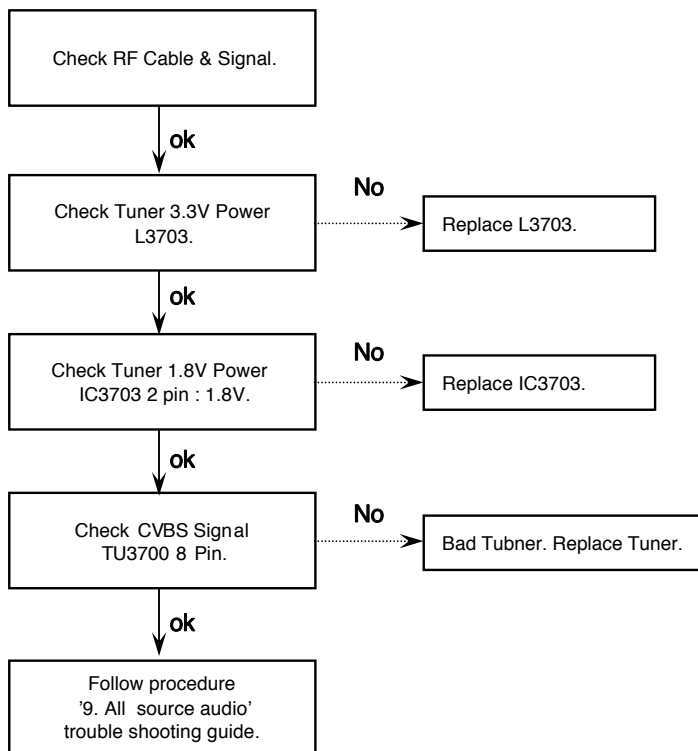 Check RF Cable & Signal.
ok
Check Tuner 3.3V Power
L3703.
No
Replace L3703.
ok
Check Tuner 1.8V Power
IC3703 2 pin : 1.8V.
No
Replace IC3703.
ok
Check CVBS Signal
TU3700 8 Pin.
No
Bad Tubner. Replace Tuner.
ok
Follow procedure
'9. All source audio'
trouble shooting guide.